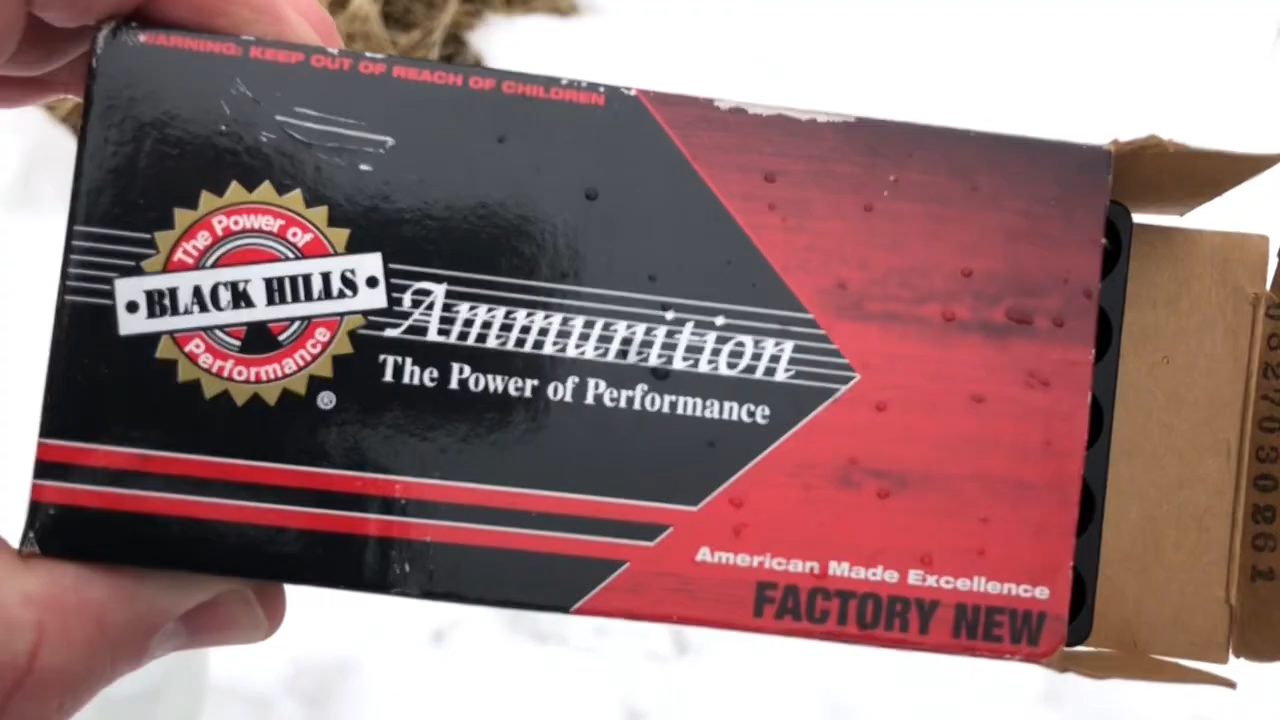 WARNING: KEEP OUT OF REACH OF CHILDREN
The Power of
BLACK HILLS
Performance
®
Ammunition
The Power of Performance
American Made Excellence
FACTORY NEW